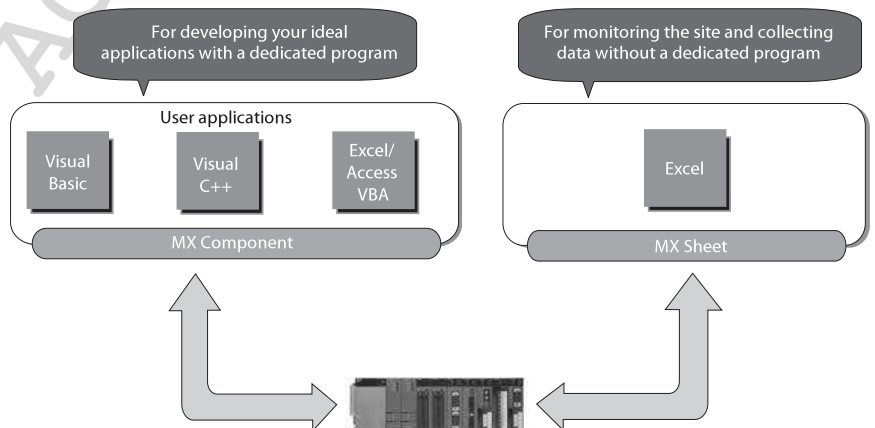 For developing your ideal
applications with a dedicated program
For monitoring the site and collecting
data without a dedicated program
User applications
Visual
Basic
Visual
C++
Excel/
Access
VBA
Excel
MX Component
MX Sheet